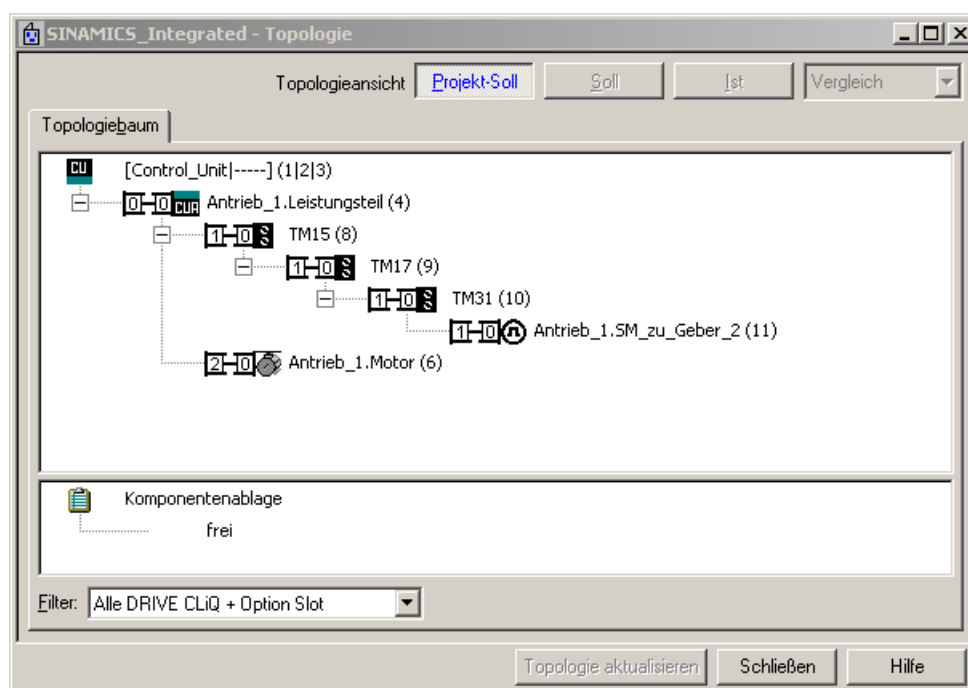 SINAMICS_Integrated - Topologie
Topologieansicht Projekt-Soll Soll Ist Vergleich
Topologiebaum
CU [Control_Unit|-----] (1|2|3)
0 0 CUA Antrieb_1.Leistungsteil (4)
1 0 TM15 (8)
1 0 TM17 (9)
1 0 TM31 (10)
1 0 Antrieb_1.SM_zu_Geber_2 (11)
2 0 Antrieb_1.Motor (6)
Komponentenablage
frei
Filter: Alle DRIVE CLiQ + Option Slot
Topologie aktualisieren Schließen Hilfe